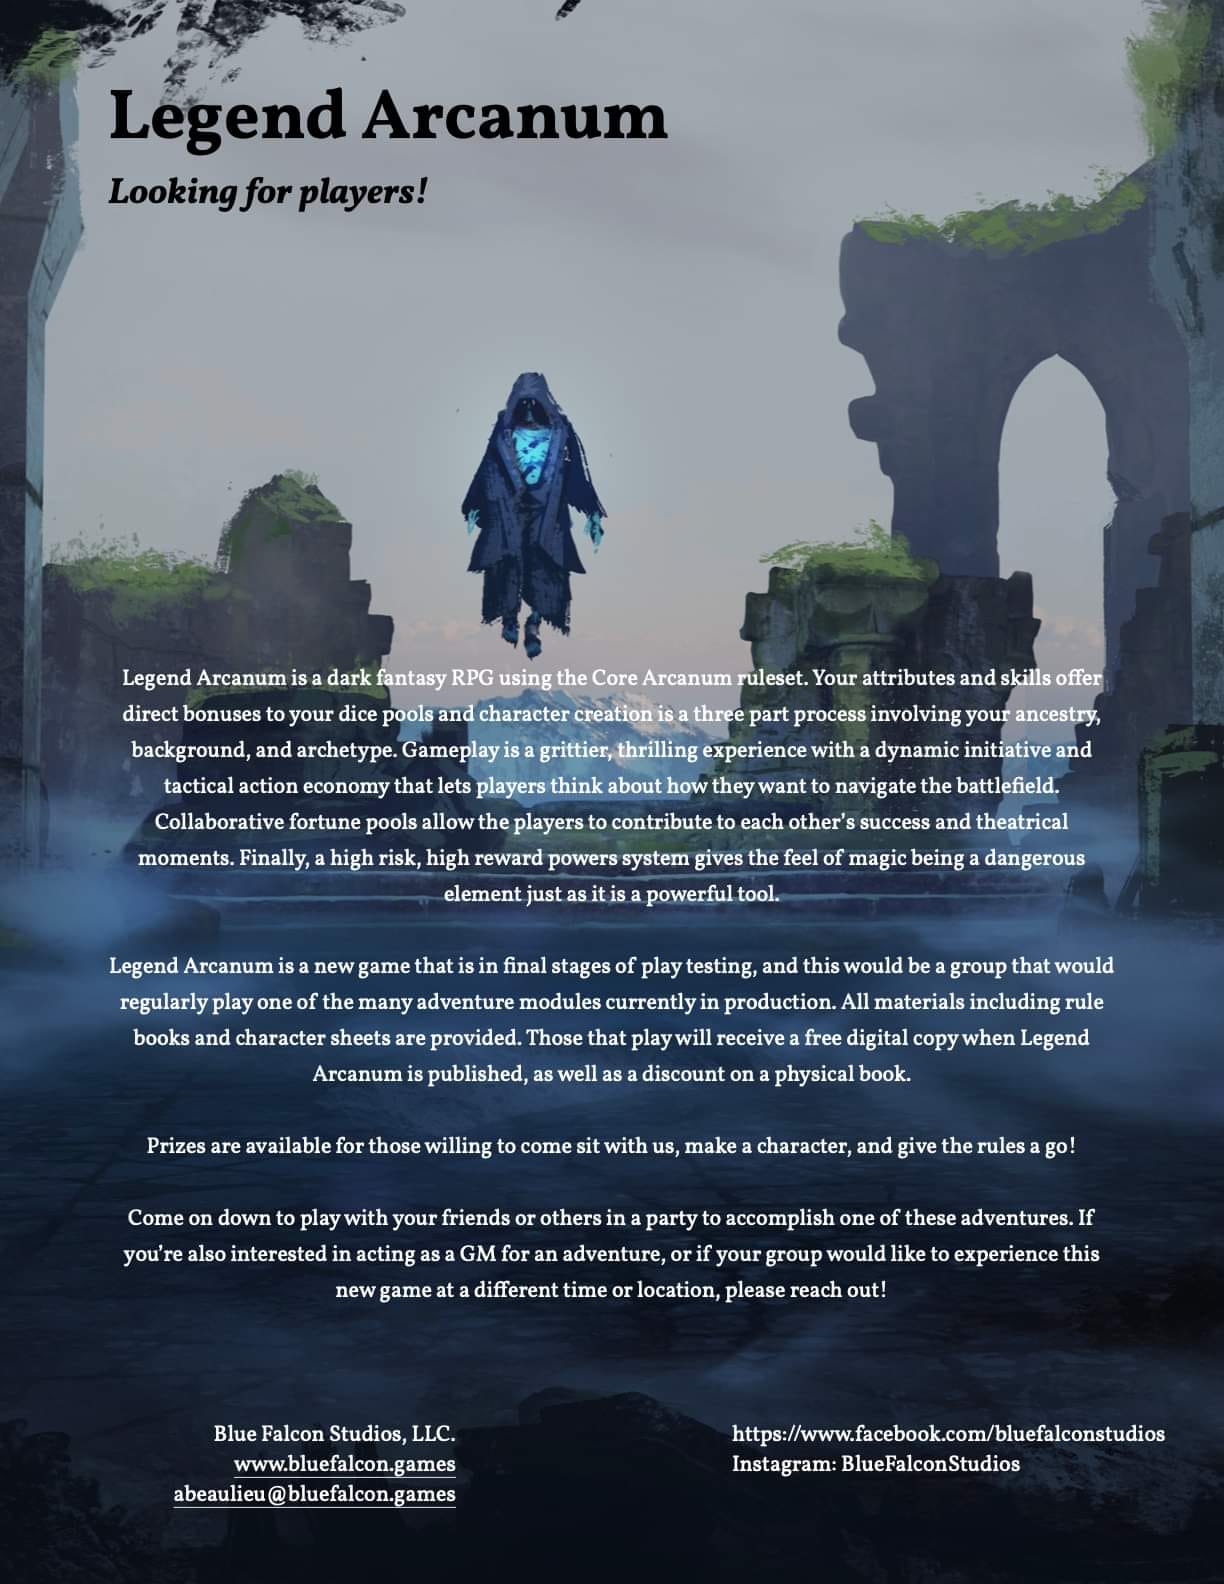 Legend Arcanum
Looking for players!
Legend Arcanum is a dark fantasy RPG using the Core Arcanum ruleset. Your attributes and skills offer
direct bonuses to your dice pools and character creation is a three part process involving your ancestry,
background, and archetype. Gameplay is a grittier, thrilling experience with a dynamic initiative and
tactical action economy that lets players think about how they want to navigate the battlefield.
Collaborative fortune pools allow the players to contribute to each other's success and theatrical
moments. Finally, a high risk, high reward powers system gives the feel of magic being a dangerous
element just as it is a powerful tool.
Legend Arcanum is a new game that is in final stages of play testing, and this would be a group that would
regularly play one of the many adventure modules currently in production. All materials including rule
books and character sheets are provided. Those that play will receive a free digital copy when Legend
Arcanum is published, as well as a discount on a physical book.
Prizes are available for those willing to come sit with us, make a character, and give the rules a go!
Come on down to play with your friends or others in a party to accomplish one of these adventures. If
you're also interested in acting as a GM for an adventure, or if your group would like to experience this
new game at a different time or location, please reach out!
Blue Falcon Studios, LLC.
www.bluefalcon.games
abeaulieu@bluefalcon.games
https://www.facebook.com/bluefalconstudios
Instagram: BlueFalconStudios